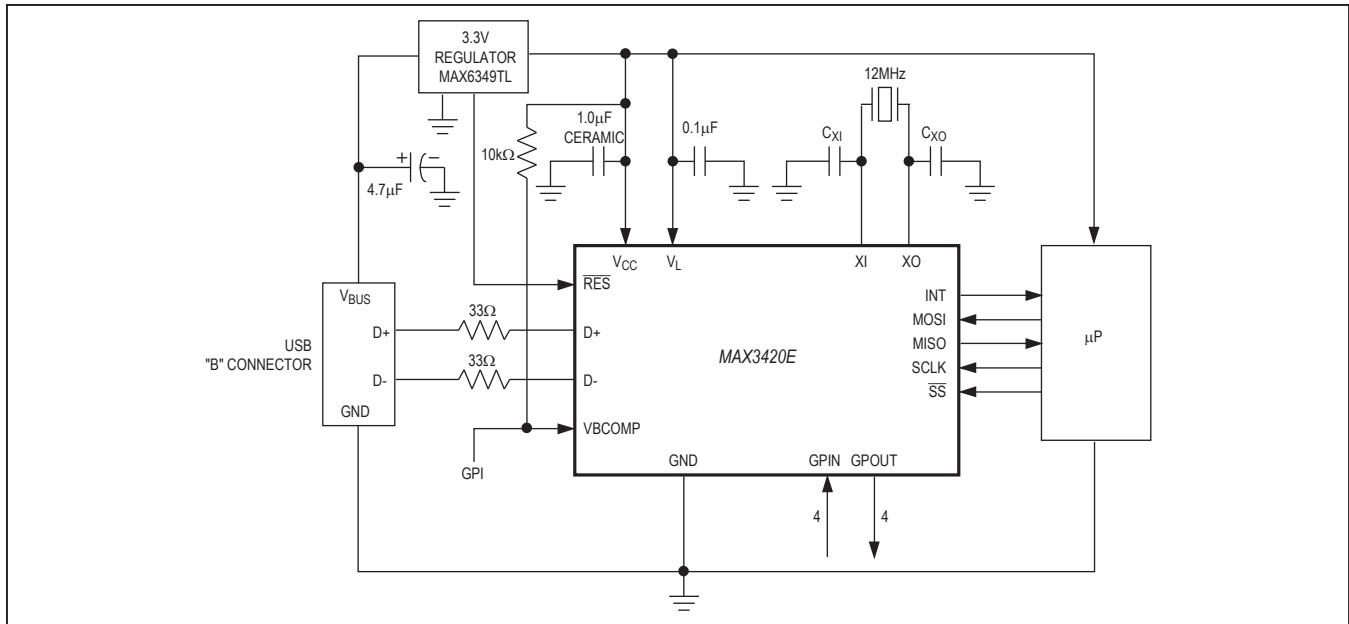 3.3V
REGULATOR
MAX6349TL
12MHz
1.0μF
CERAMIC
0.1μF
CXI
CXO
10kΩ
+ -
4.7μF
VCC
VL
XI
XO
RES
VBUS
INT
33Ω
D+
D+
MOSI
USB
"B" CONNECTOR
MAX3420E
MISO
μP
33Ω
SCLK
D-
D-
SS
GND
VBCOMP
GPI
GND
GPIN
GPOUT
4
4